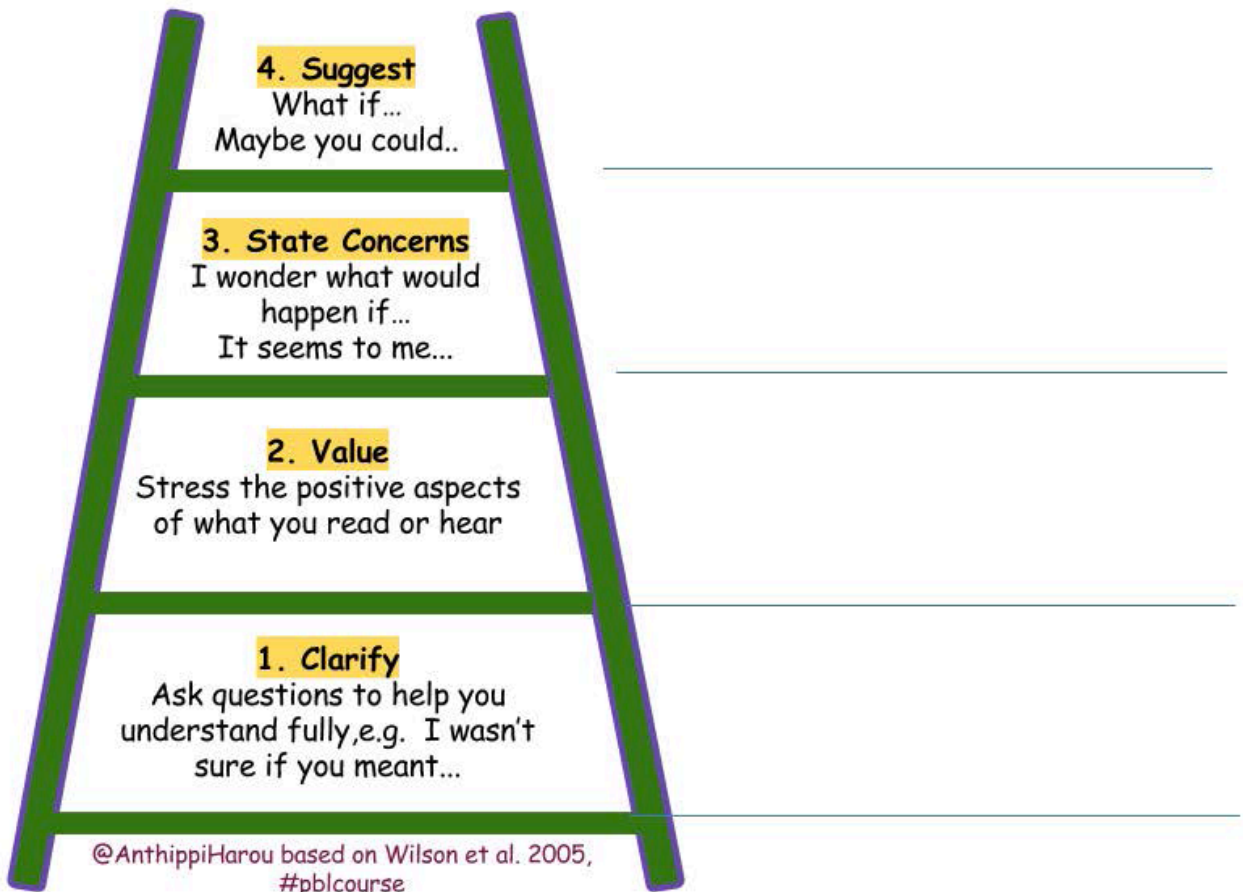 4. Suggest
What if...
Maybe you could..
3. State Concerns
I wonder what would
happen if...
It seems to me...
2. Value
Stress the positive aspects
of what you read or hear
1. Clarify
Ask questions to help you
understand fully,e.g. I wasn't
sure if you meant...
@AnthippiHarou based on Wilson et al. 2005,
#pblcourse